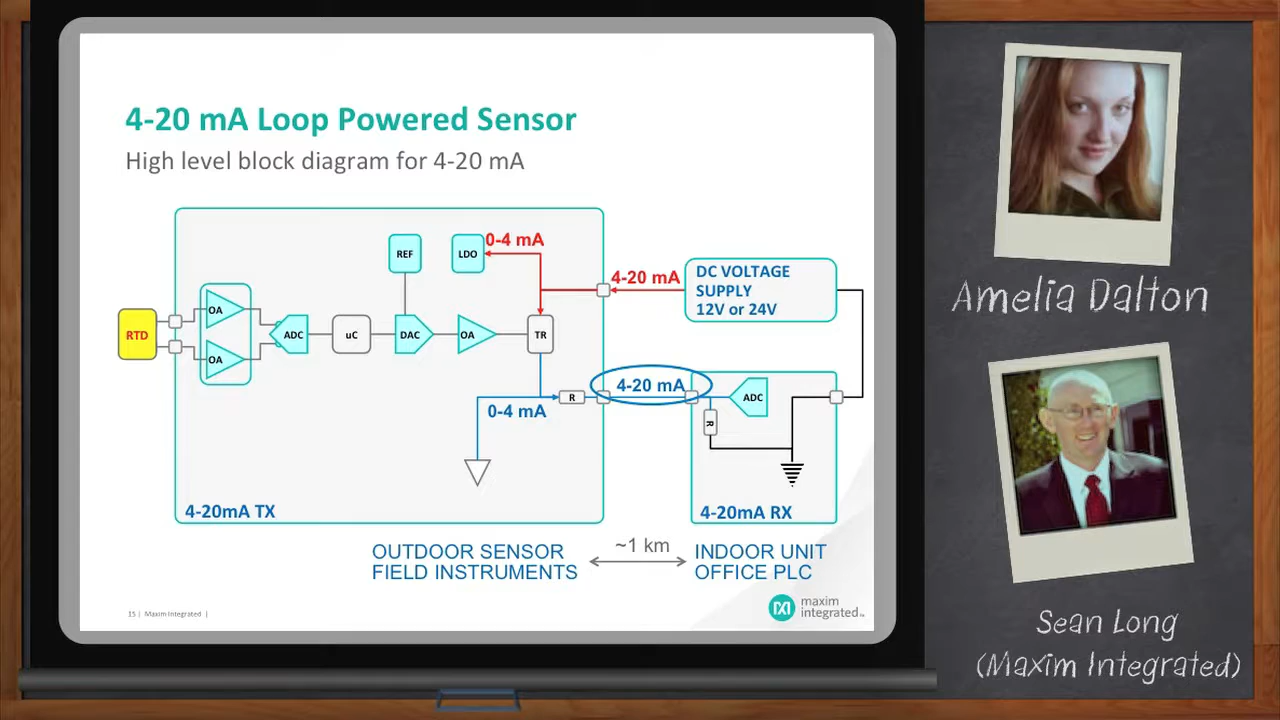 4-20 mA Loop Powered Sensor
High level block diagram for 4-20 mA
REF
LDO
0-4 mA
4-20 mA
DC VOLTAGE
SUPPLY
12V or 24V
RTD
OA
OA
ADC
uC
DAC
OA
TR
R
0-4 mA
4-20 mA
ADC
R
4-20mA TX
4-20mA RX
OUTDOOR SENSOR
FIELD INSTRUMENTS
~1 km
INDOOR UNIT
OFFICE PLC
15 | Maxim Integrated |
maxim
integrated™
Amelia Dalton
Sean Long
(Maxim Integrated)